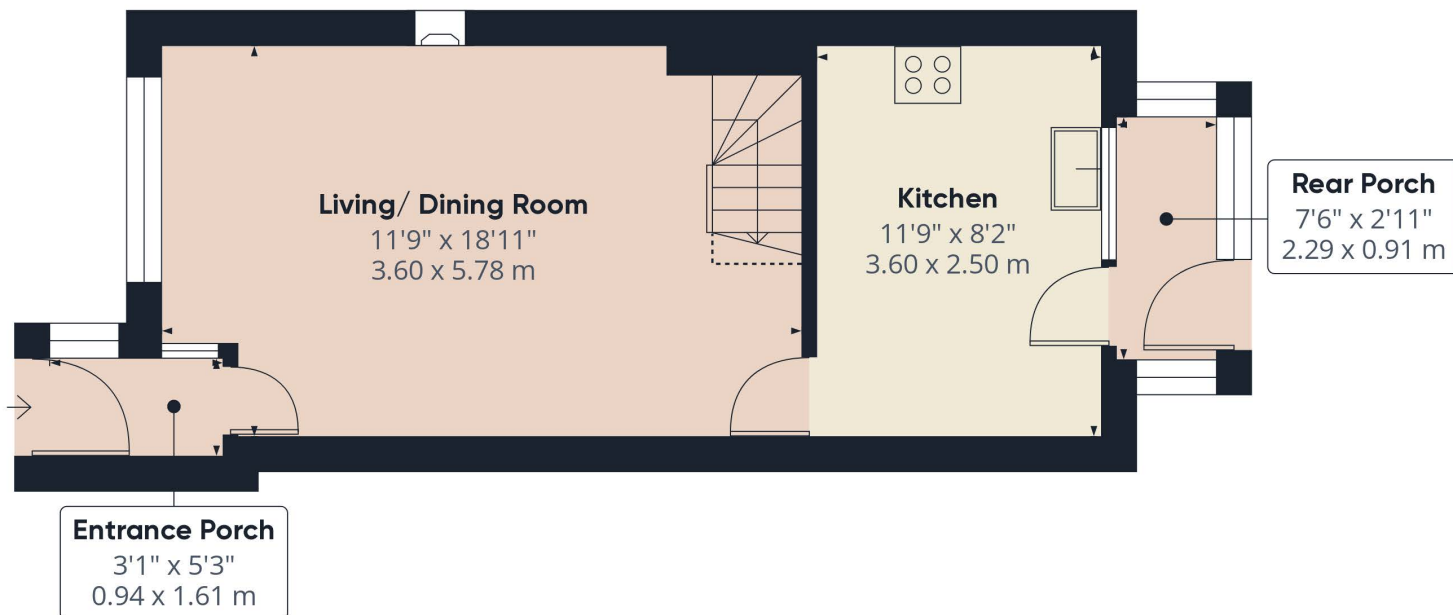 Living/ Dining Room
11'9" x 18'11"
3.60 x 5.78 m
Kitchen
11'9" x 8'2"
3.60 x 2.50 m
Rear Porch
7'6" x 2'11"
2.29 x 0.91 m
Entrance Porch
3'1" x 5'3"
0.94 x 1.61 m